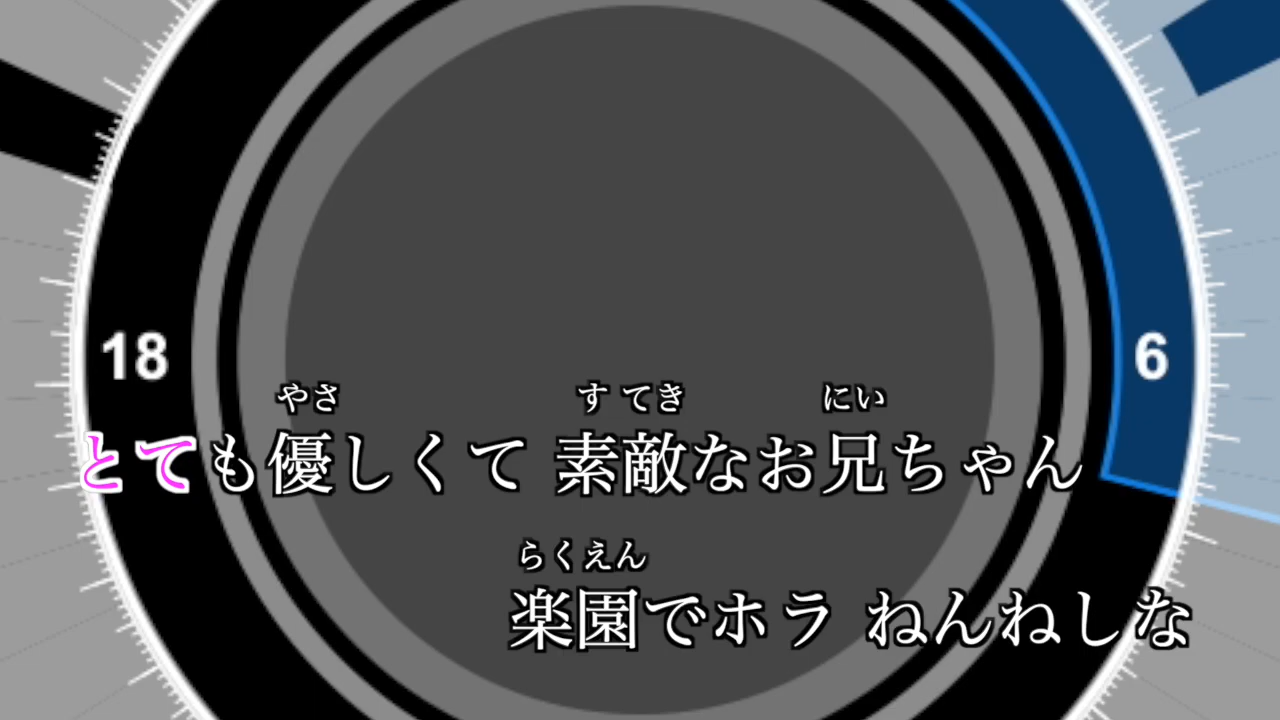 18
6
やさ すてき にい
とても優しくて 素敵なお兄ちゃん
らくえん
楽園でホラ ねんねしな